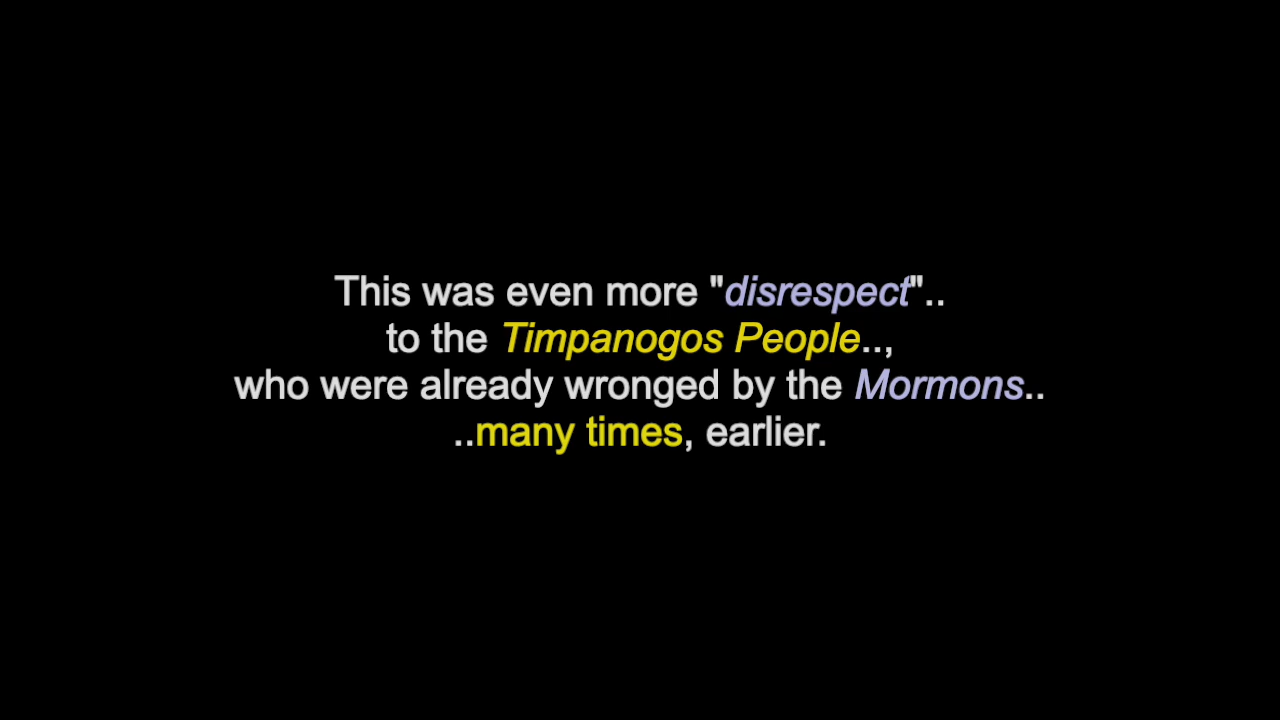 This was even more "disrespect"..
to the Timpanogos People..,
who were already wronged by the Mormons..
..many times, earlier.